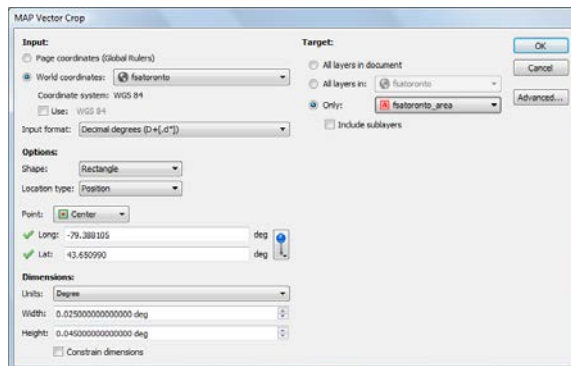 MAP Vector Crop
Input:
Page coordinates (Global Rulers)
World coordinates: fsatoronto
Coordinate system: WGS 84
Use: WGS 84
Input format: Decimal degrees (D+[.d°])
Options:
Shape: Rectangle
Location type: Position
Point: Center
Long: -79.388105 deg
Lat: 43.650990 deg
Dimensions:
Units: Degree
Width: 0.025000000000000 deg
Height: 0.045000000000000 deg
Constrain dimensions
Target:
All layers in document
All layers in: fsatoronto
Only: fsatoronto_area
Include sublayers
OK
Cancel
Advanced...